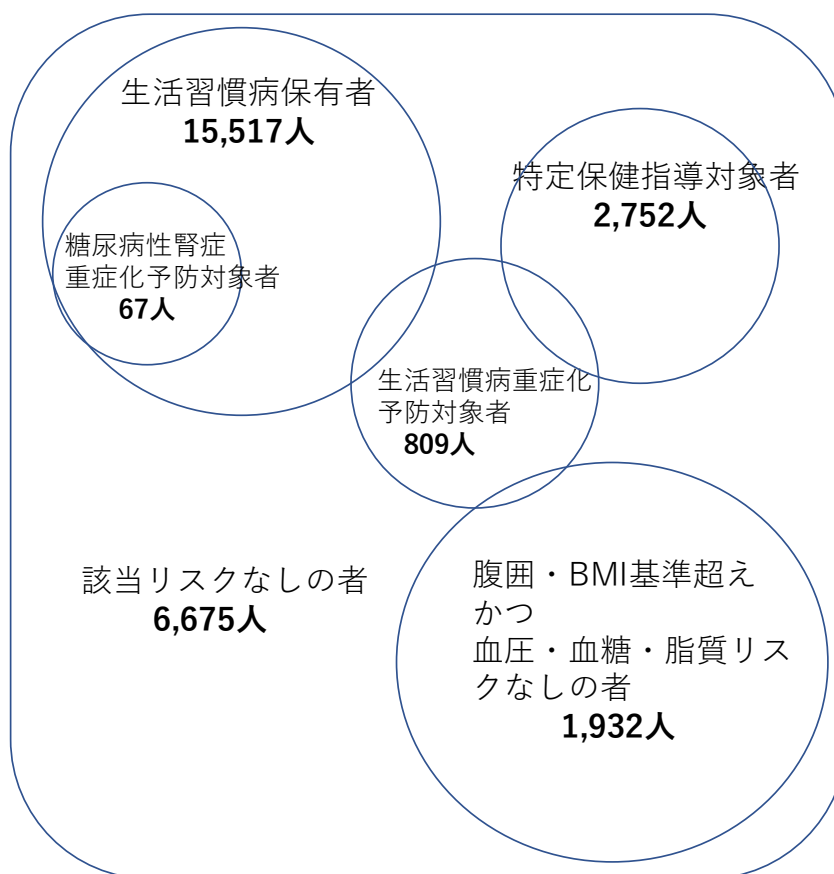 生活習慣病保有者
15,517人
特定保健指導対象者
2,752人
糖尿病性腎症
重症化予防対象者
67人
生活習慣病重症化
予防対象者
809人
該当リスクなしの者
6,675人
腹囲・BMI基準超え
かつ
血圧・血糖・脂質リス
クなしの者
1,932人